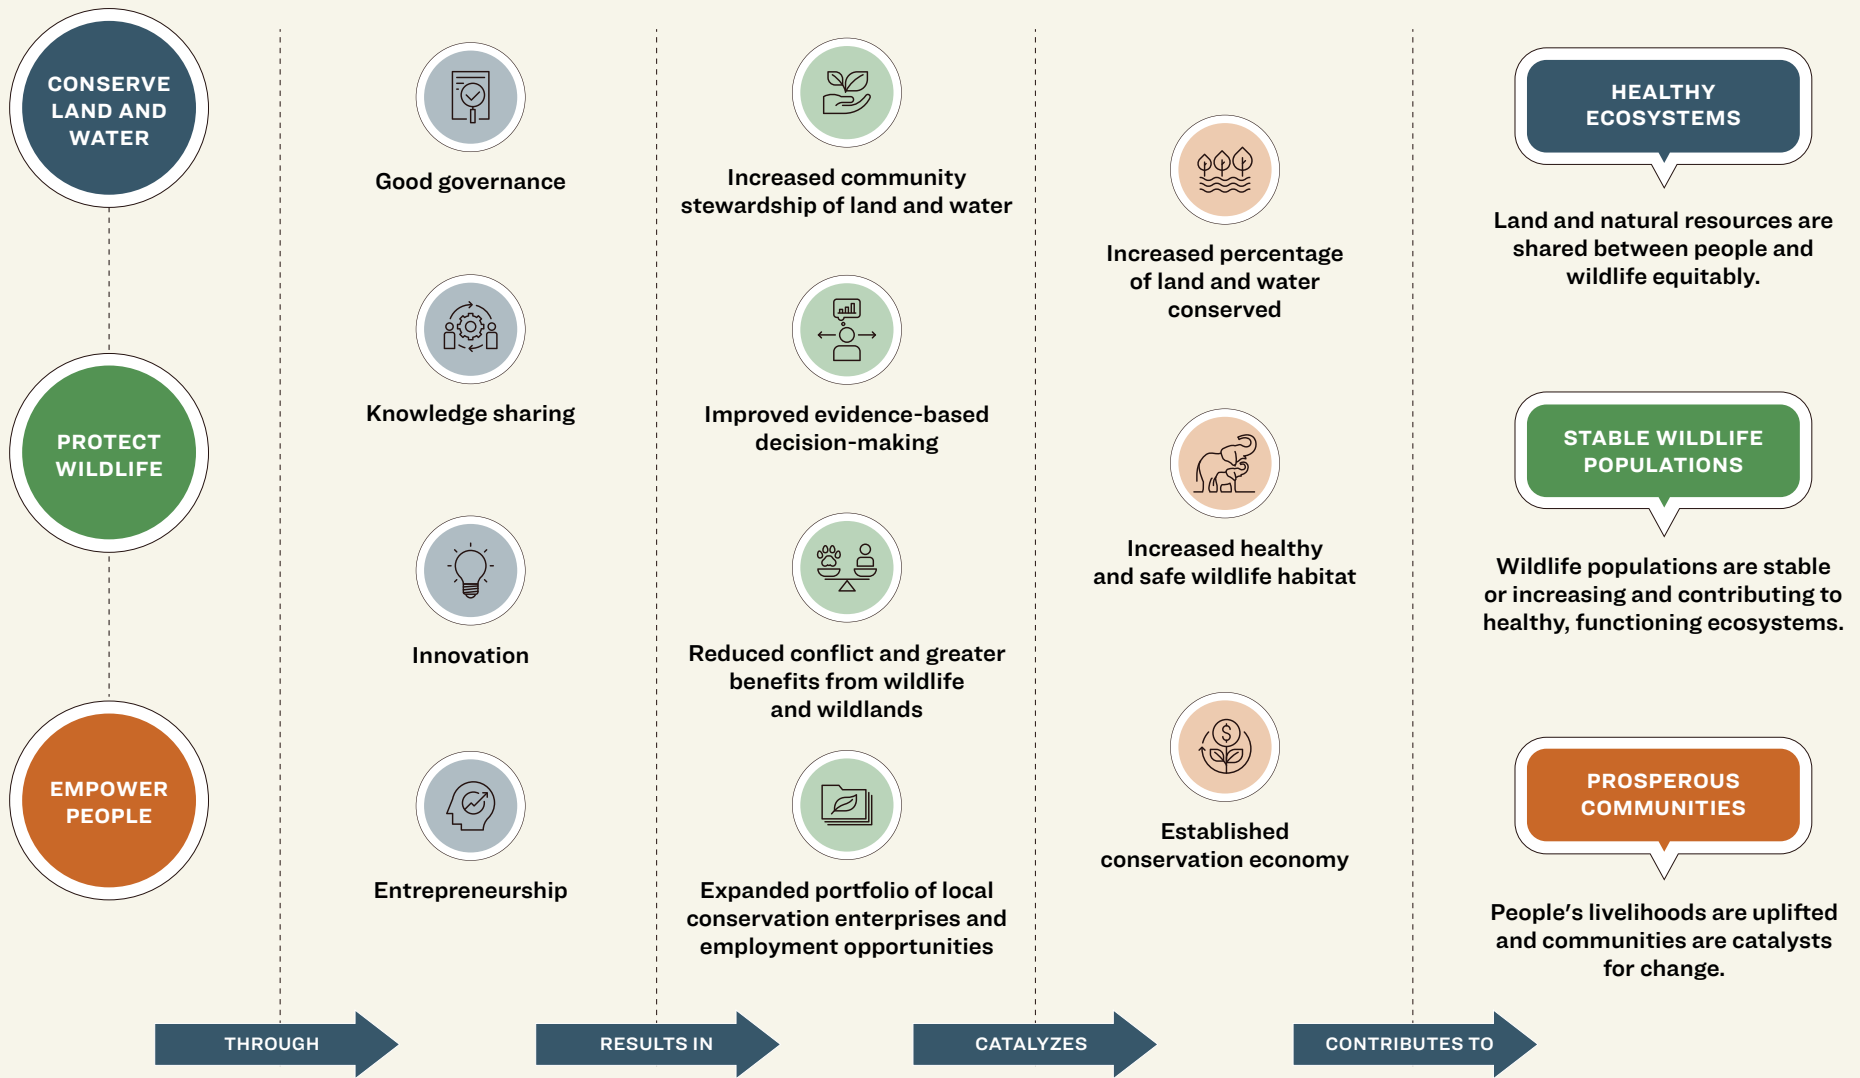 CONSERVE
LAND AND
WATER
PROTECT
WILDLIFE
EMPOWER
PEOPLE
Good governance
Knowledge sharing
Innovation
Entrepreneurship
Increased community
stewardship of land and water
Improved evidence-based
decision-making
Reduced conflict and greater
benefits from wildlife
and wildlands
Expanded portfolio of local
conservation enterprises and
employment opportunities
Increased percentage
of land and water
conserved
Increased healthy
and safe wildlife habitat
$
Established
conservation economy
HEALTHY
ECOSYSTEMS
Land and natural resources are
shared between people and
wildlife equitably.
STABLE WILDLIFE
POPULATIONS
Wildlife populations are stable
or increasing and contributing to
healthy, functioning ecosystems.
PROSPEROUS
COMMUNITIES
People’s livelihoods are uplifted
and communities are catalysts
for change.
THROUGH
RESULTS IN
CATALYZES
CONTRIBUTES TO